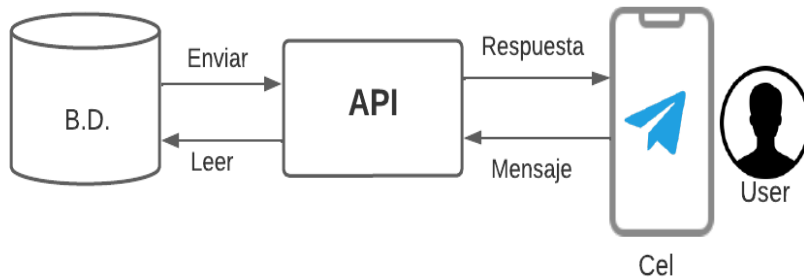 B.D.
Enviar
Leer
API
Respuesta
Mensaje
User
Cel